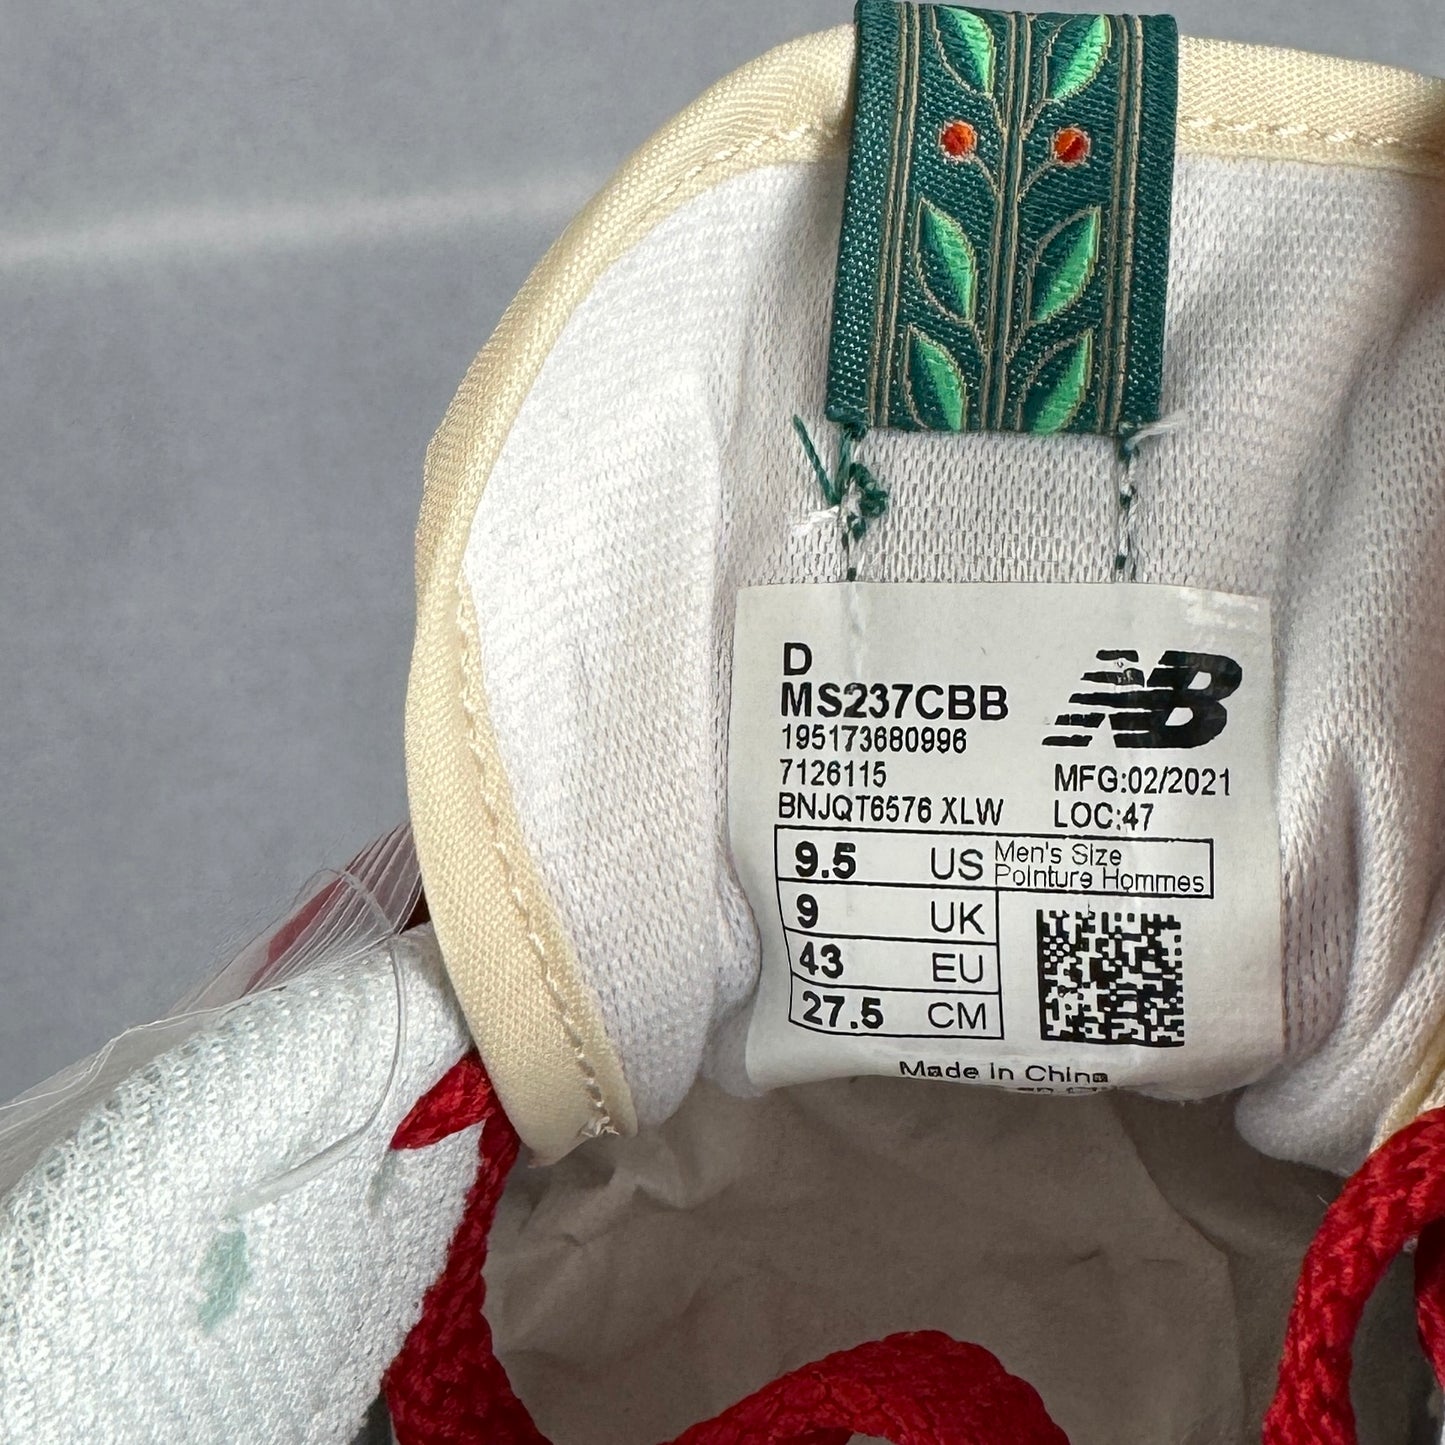 D
MS237CBB
195173680996
7126115
BNJQT6576 XLW
NB
MFG:02/2021
LOC:47
9.5 US Men's Size
Pointure Hommes
9 UK
43 EU
27.5 CM
Made in China